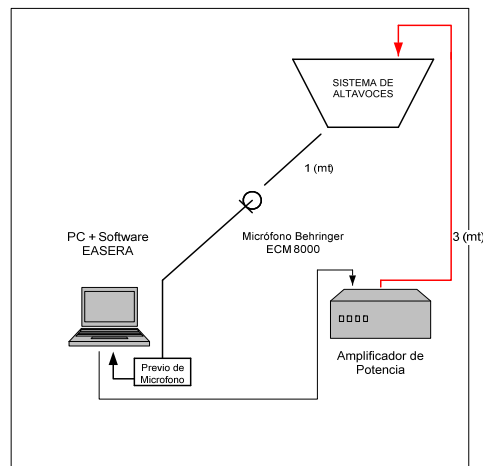 SISTEMA DE
ALTAVOCES
1 (mt)
PC + Software
EASERA
Micrófono Behringer
ECM 8000
3 (mt)
Previo de
Microfono
Amplificador de
Potencia